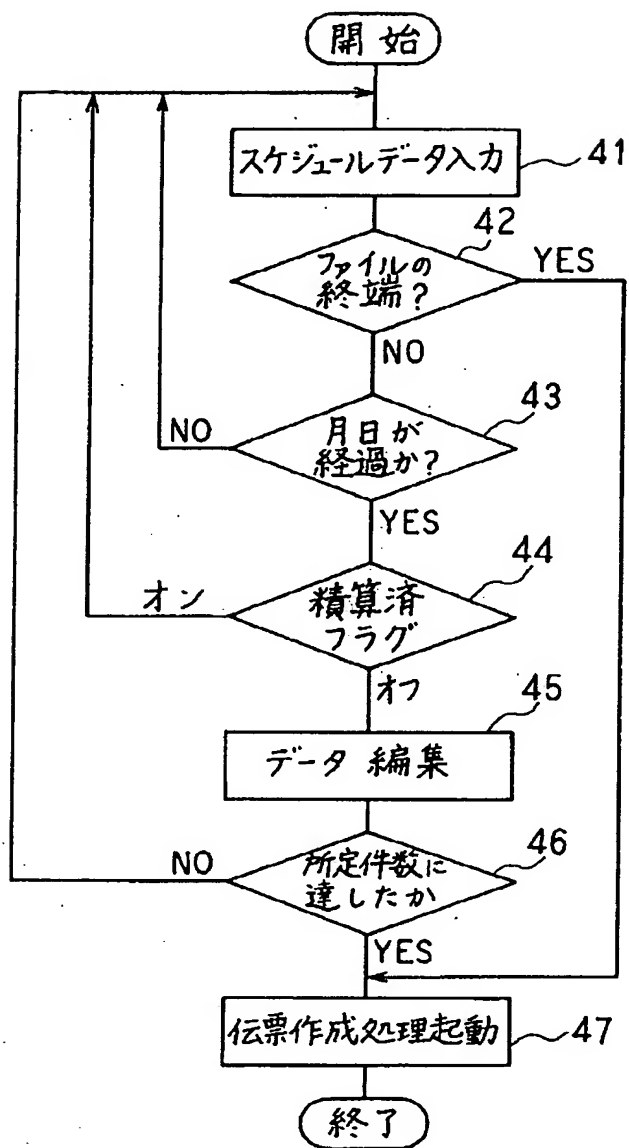 開始
スケジュールデータ入力
41
42
ファイルの
終端?
YES
NO
43
月日が
経過か?
NO
YES
44
積算済
フラグ
オン
オフ
45
データ編集
46
所定件数に
達したか
NO
YES
伝票作成処理起動
47
終了